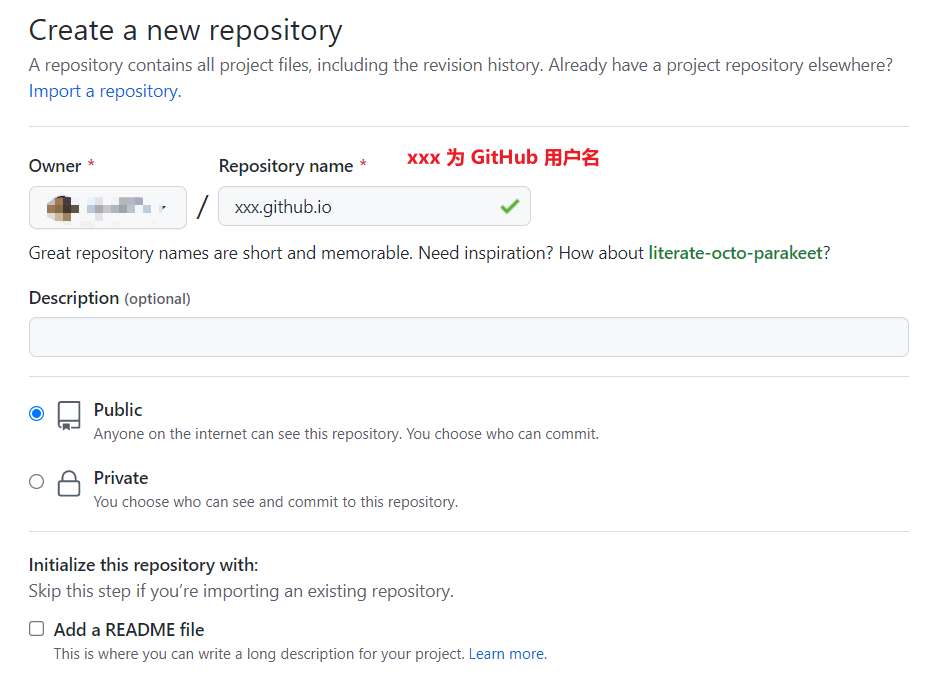 Create a new repository
A repository contains all project files, including the revision history. Already have a project repository elsewhere?
Import a repository.
xxx 为 GitHub 用户名
Owner * Repository name *
/ xxx.github.io
Great repository names are short and memorable. Need inspiration? How about literate-octo-parakeet?
Description (optional)
Public
Anyone on the internet can see this repository. You choose who can commit.
Private
You choose who can see and commit to this repository.
Initialize this repository with:
Skip this step if you’re importing an existing repository.
Add a README file
This is where you can write a long description for your project. Learn more.